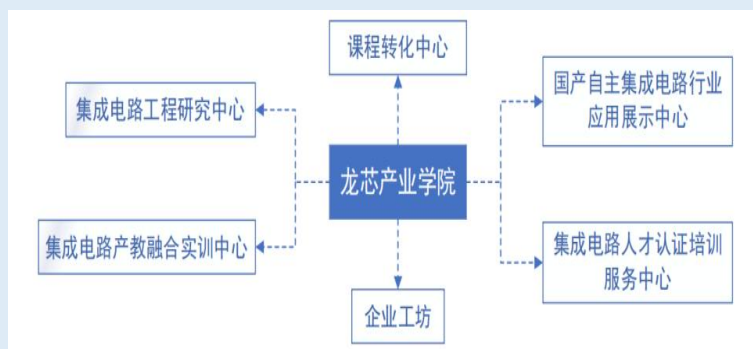 课程转化中心
集成电路工程研究中心
国产自主集成电路行业
应用展示中心
龙芯产业学院
集成电路产教融合实训中心
集成电路人才认证培训
服务中心
企业工坊